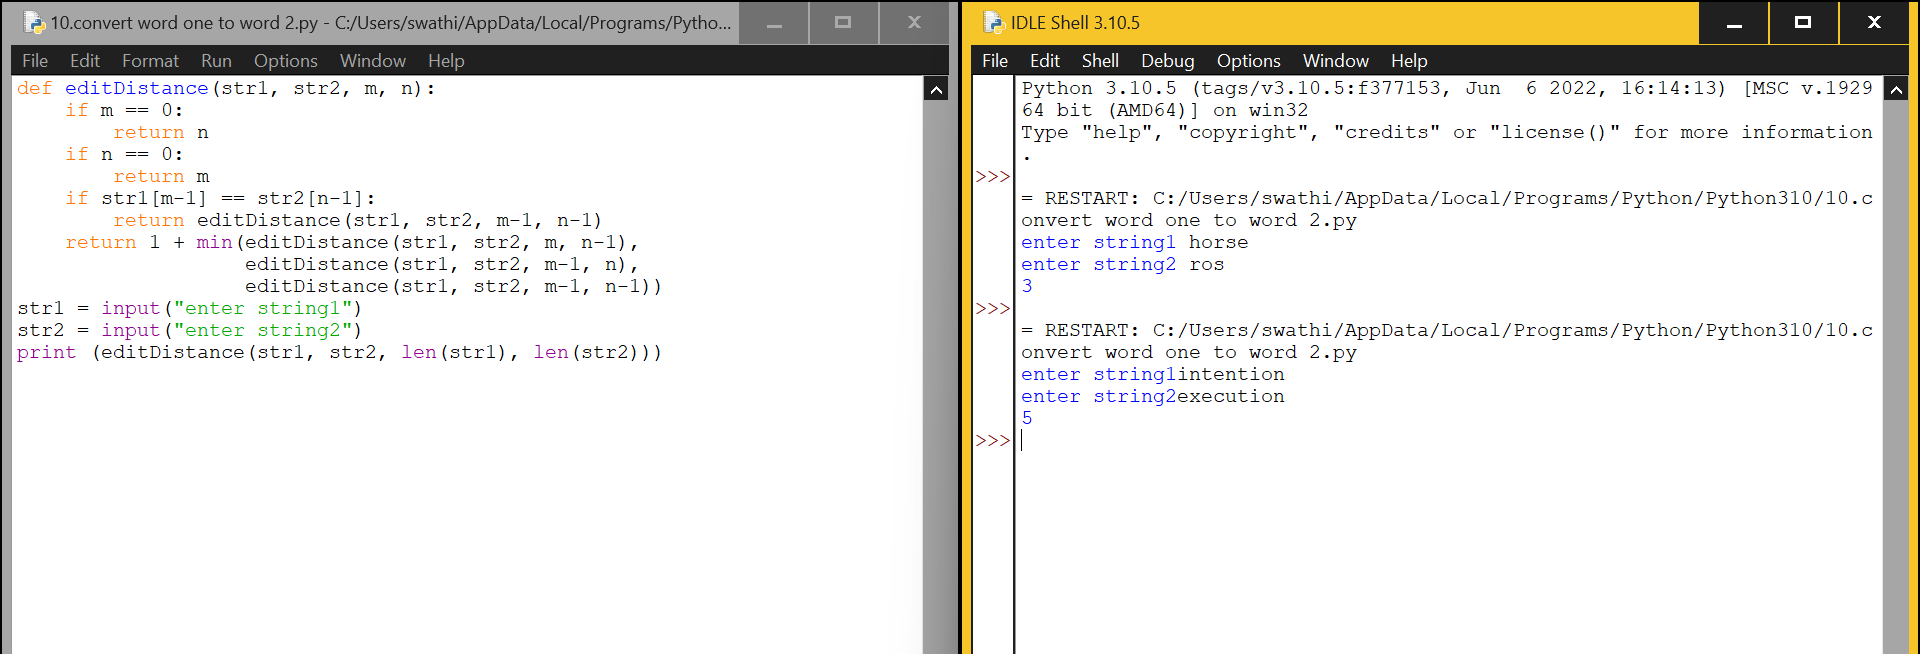 10.convert word one to word 2.py - C:/Users/swathi/AppData/Local/Programs/Pytho...
File Edit Format Run Options Window Help
def editDistance(str1, str2, m, n):
    if m == 0:
        return n
    if n == 0:
        return m
    if str1[m-1] == str2[n-1]:
        return editDistance(str1, str2, m-1, n-1)
    return 1 + min(editDistance(str1, str2, m, n-1),
                   editDistance(str1, str2, m-1, n),
                   editDistance(str1, str2, m-1, n-1))
str1 = input("enter string1")
str2 = input("enter string2")
print (editDistance(str1, str2, len(str1), len(str2)))
IDLE Shell 3.10.5
File Edit Shell Debug Options Window Help
Python 3.10.5 (tags/v3.10.5:f377153, Jun  6 2022, 16:14:13) [MSC v.1929
64 bit (AMD64)] on win32
Type "help", "copyright", "credits" or "license()" for more information
.
>>>
= RESTART: C:/Users/swathi/AppData/Local/Programs/Python/Python310/10.c
onvert word one to word 2.py
enter string1 horse
enter string2 ros
3
>>>
= RESTART: C:/Users/swathi/AppData/Local/Programs/Python/Python310/10.c
onvert word one to word 2.py
enter string1intention
enter string2execution
5
>>>